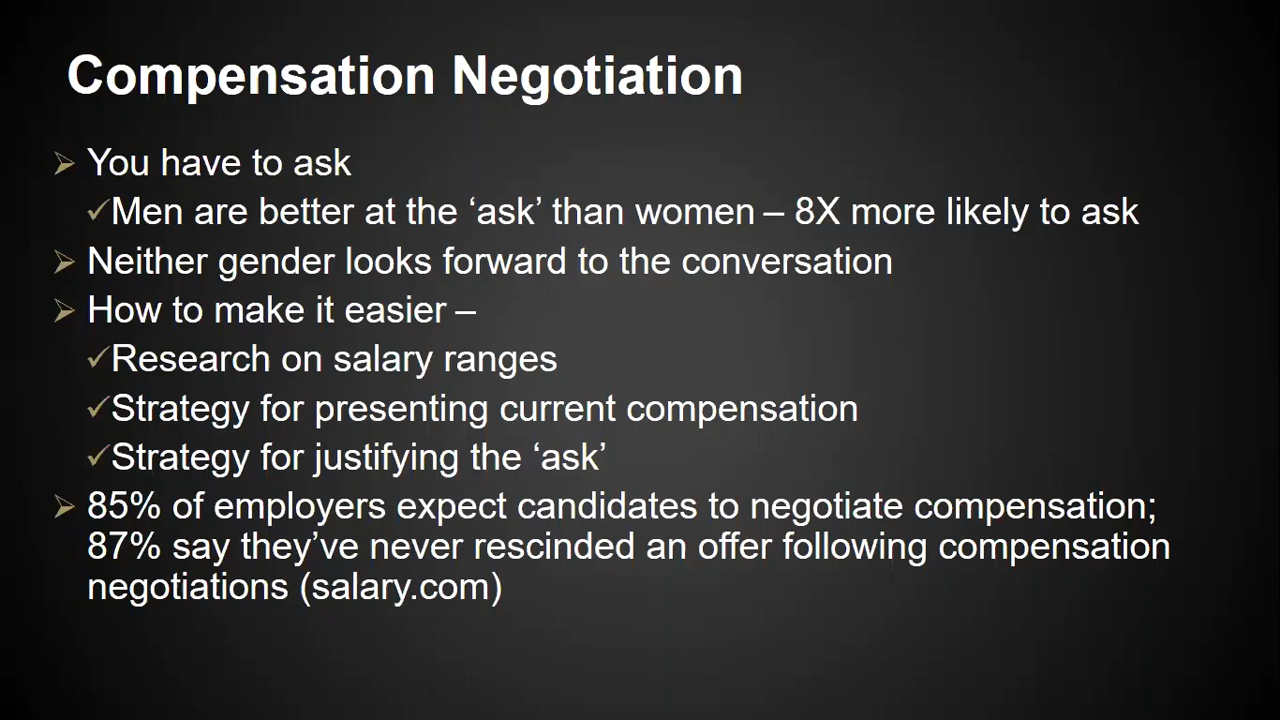 Compensation Negotiation
You have to ask
Men are better at the ‘ask’ than women – 8X more likely to ask
Neither gender looks forward to the conversation
How to make it easier –
Research on salary ranges
Strategy for presenting current compensation
Strategy for justifying the ‘ask’
85% of employers expect candidates to negotiate compensation;
87% say they’ve never rescinded an offer following compensation
negotiations (salary.com)